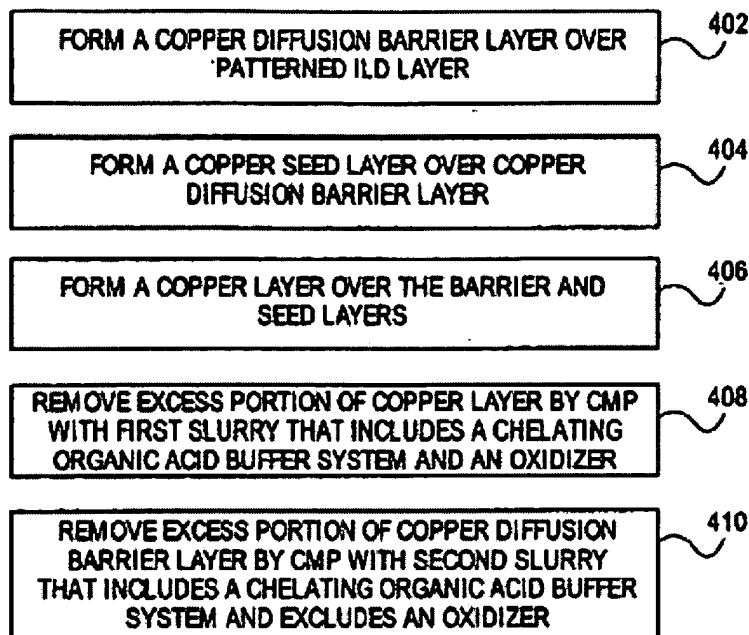 FORM A COPPER DIFFUSION BARRIER LAYER OVER
PATTERNED ILD LAYER
402
FORM A COPPER SEED LAYER OVER COPPER
DIFFUSION BARRIER LAYER
404
FORM A COPPER LAYER OVER THE BARRIER AND
SEED LAYERS
406
REMOVE EXCESS PORTION OF COPPER LAYER BY CMP
WITH FIRST SLURRY THAT INCLUDES A CHELATING
ORGANIC ACID BUFFER SYSTEM AND AN OXIDIZER
408
REMOVE EXCESS PORTION OF COPPER DIFFUSION
BARRIER LAYER BY CMP WITH SECOND SLURRY
THAT INCLUDES A CHELATING ORGANIC ACID BUFFER
SYSTEM AND EXCLUDES AN OXIDIZER
410